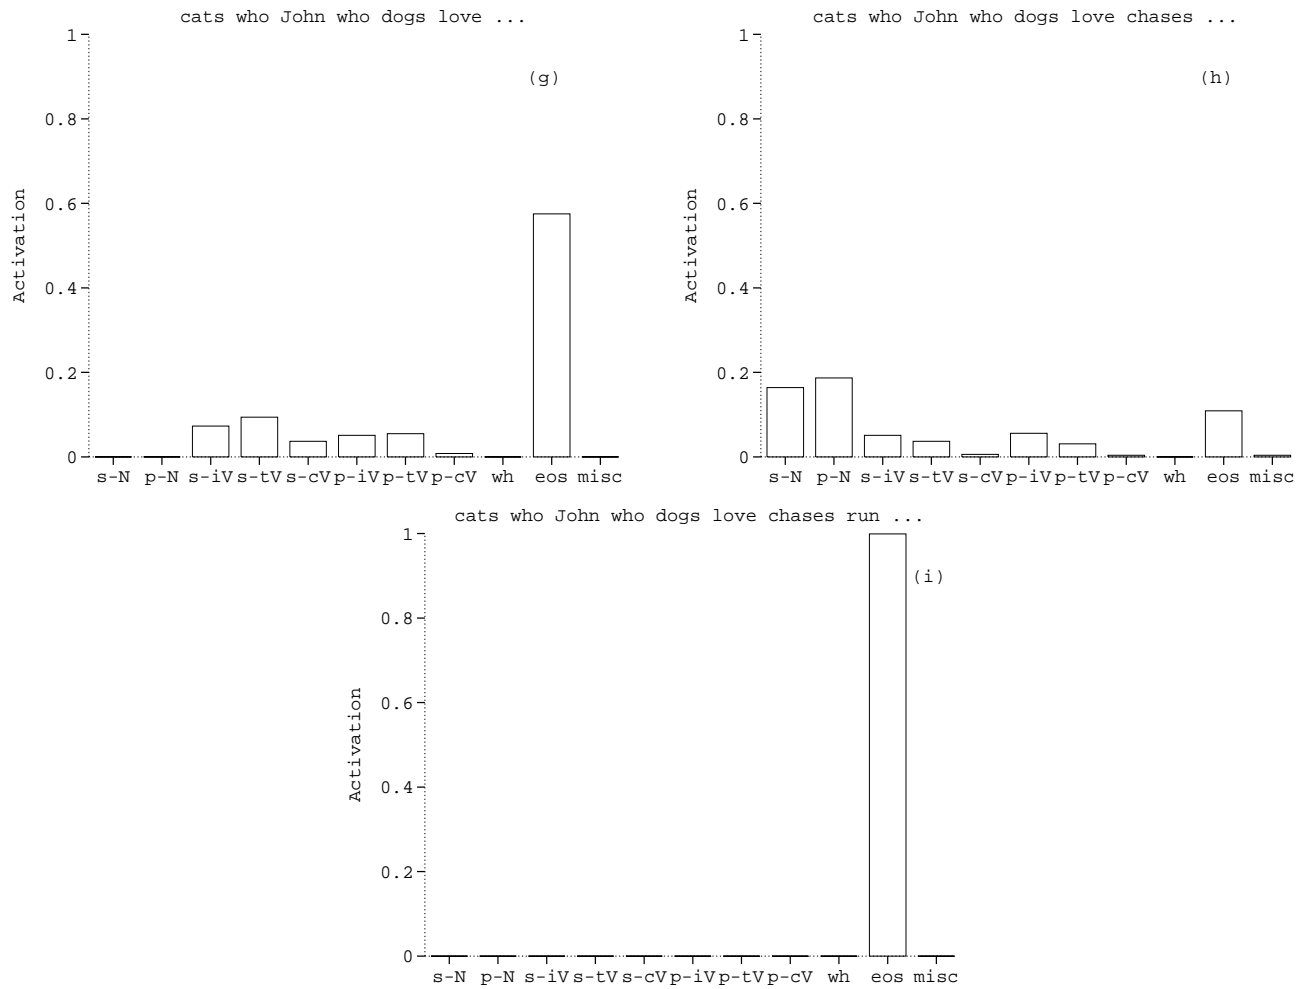 cats who John who dogs love ...
1
(g)
0.8
0.6
Activation
0.4
0.2
0
s-N p-N s-iV s-tV s-cV p-iV p-tV p-cV wh eos misc
cats who John who dogs love chases ...
1
(h)
0.8
0.6
Activation
0.4
0.2
0
s-N p-N s-iV s-tV s-cV p-iV p-tV p-cV wh eos misc
cats who John who dogs love chases run ...
1
(i)
0.8
0.6
Activation
0.4
0.2
0
s-N p-N s-iV s-tV s-cV p-iV p-tV p-cV wh eos misc